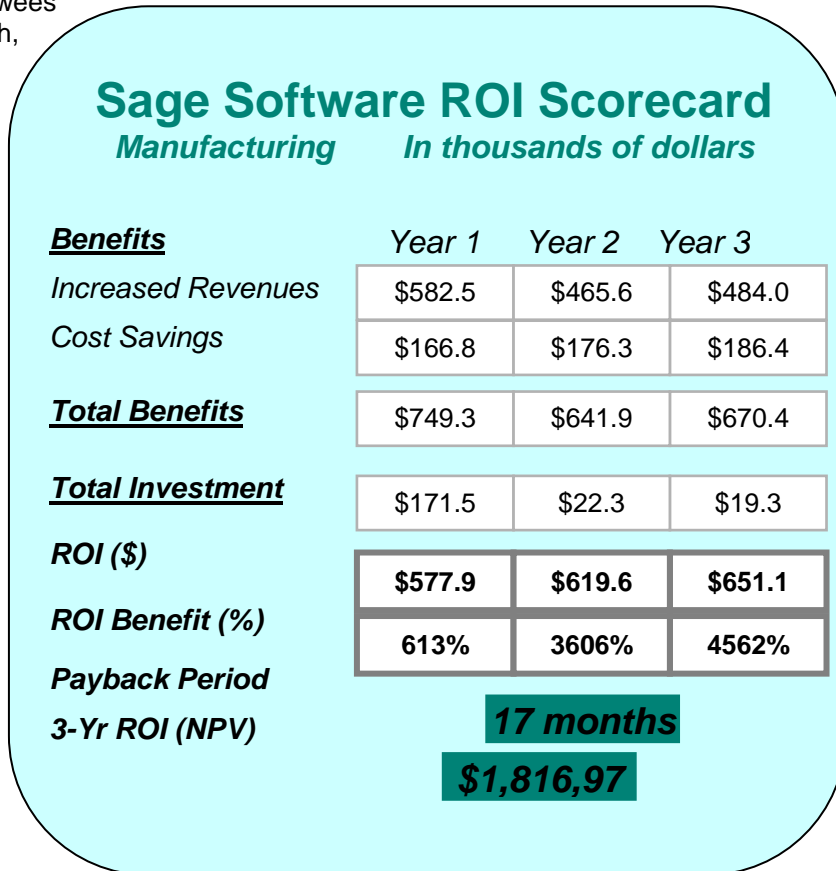 h,
Sage Software ROI Scorecard
Manufacturing In thousands of dollars
Benefits Year 1 Year 2 Year 3
Increased Revenues $582.5 $465.6 $484.0
Cost Savings $166.8 $176.3 $186.4
Total Benefits $749.3 $641.9 $670.4
Total Investment $171.5 $22.3 $19.3
ROI ($) $577.9 $619.6 $651.1
ROI Benefit (%) 613% 3606% 4562%
Payback Period 17 months
3-Yr ROI (NPV) $1,816,97